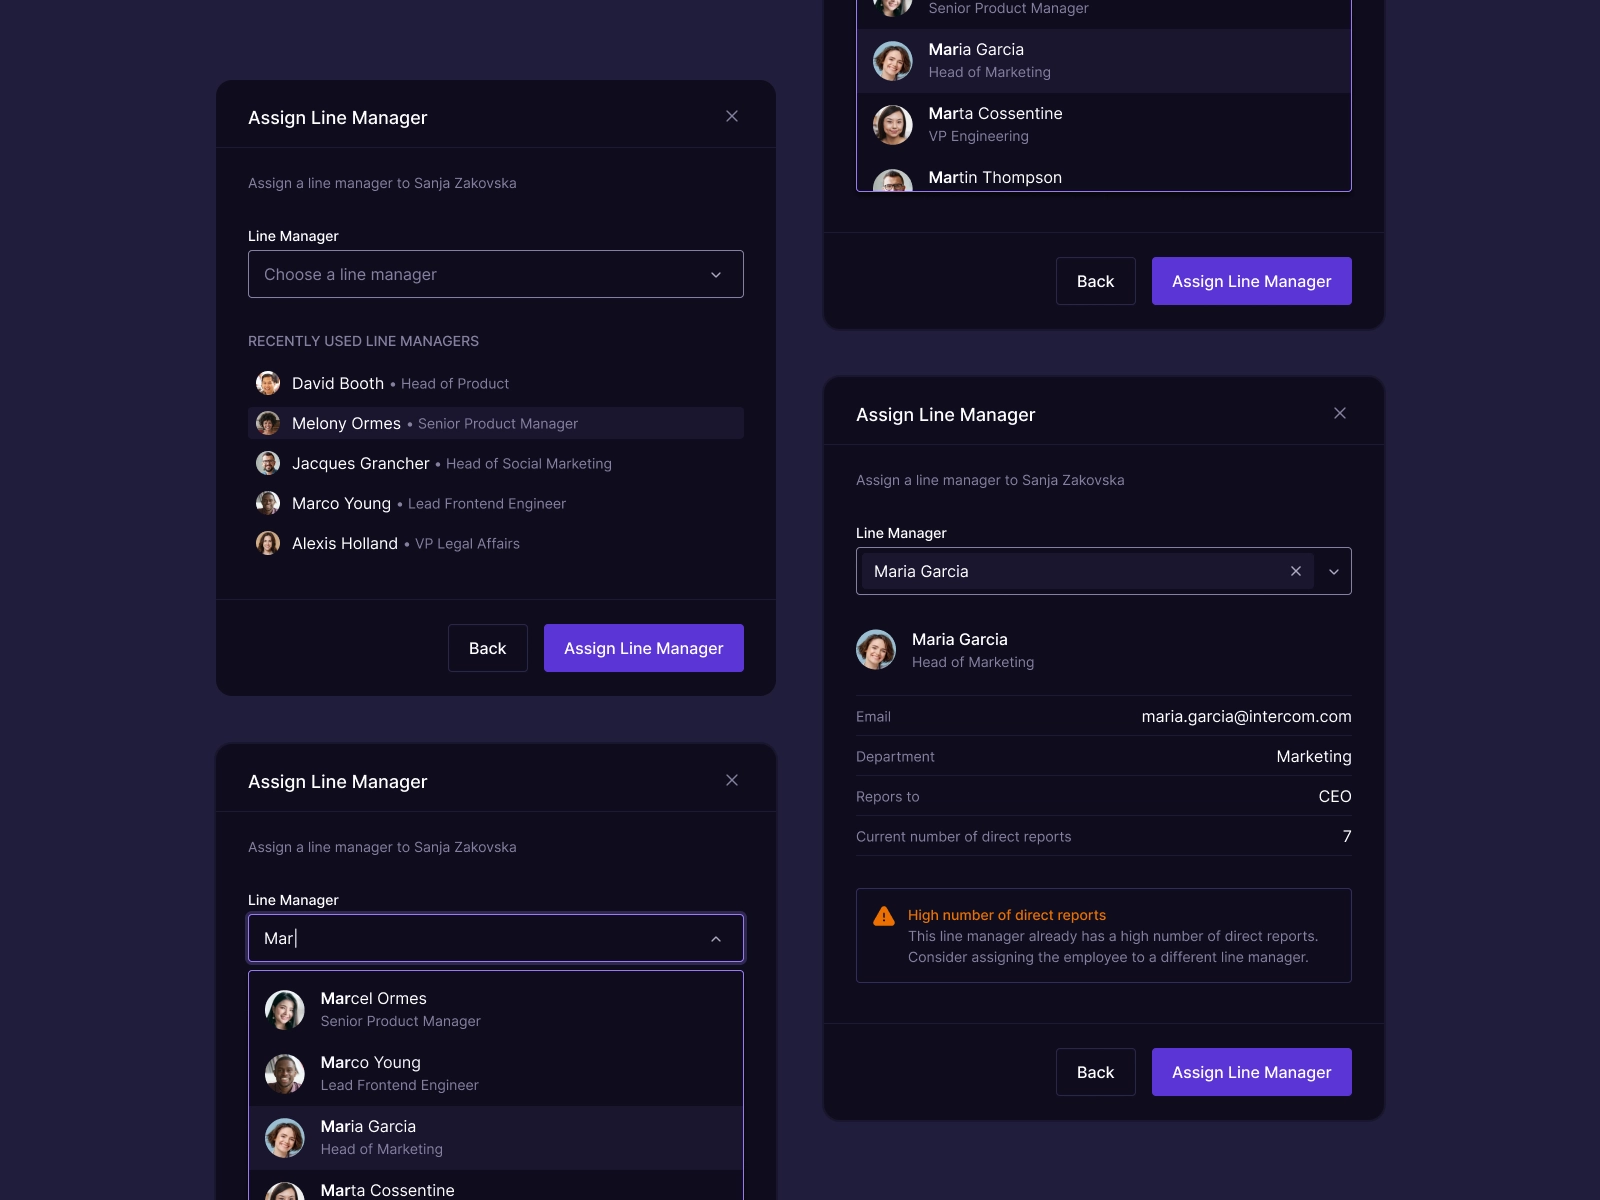 Assign Line Manager
Assign a line manager to Sanja Zakovska
Line Manager
Choose a line manager
RECENTLY USED LINE MANAGERS
David Booth • Head of Product
Melony Ormes • Senior Product Manager
Jacques Grancher • Head of Social Marketing
Marco Young • Lead Frontend Engineer
Alexis Holland • VP Legal Affairs
Back
Assign Line Manager
Assign Line Manager
Assign a line manager to Sanja Zakovska
Line Manager
Mar
Marcel Ormes
Senior Product Manager
Marco Young
Lead Frontend Engineer
Maria Garcia
Head of Marketing
Marta Cossentine
Senior Product Manager
Maria Garcia
Head of Marketing
Marta Cossentine
VP Engineering
Martin Thompson
Back
Assign Line Manager
Assign Line Manager
Assign a line manager to Sanja Zakovska
Line Manager
Maria Garcia
Maria Garcia
Head of Marketing
Email maria.garcia@intercom.com
Department Marketing
Repors to CEO
Current number of direct reports 7
High number of direct reports
This line manager already has a high number of direct reports.
Consider assigning the employee to a different line manager.
Back
Assign Line Manager